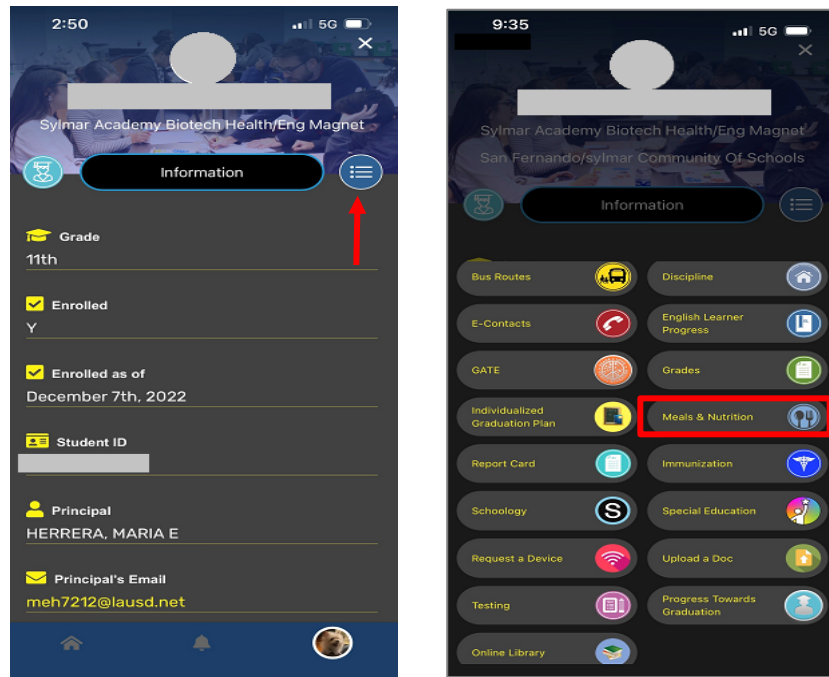 2:50
5G
Sylmar Academy Biotech Health/Eng Magnet
Information
Grade
11th
Enrolled
Y
Enrolled as of
December 7th, 2022
Student ID
Principal
HERRERA, MARIA E
Principal's Email
meh7212@lausd.net
9:35
5G
Sylmar Academy Biotech Health/Eng Magnet
San Fernando/sylmar Community Of Schools
Information
Bus Routes
Discipline
E-Contacts
English Learner
Progress
GATE
Grades
Individualized
Graduation Plan
Meals & Nutrition
Report Card
Immunization
Schoology
S
Special Education
Request a Device
Upload a Doc
Testing
Progress Towards
Graduation
Online Library